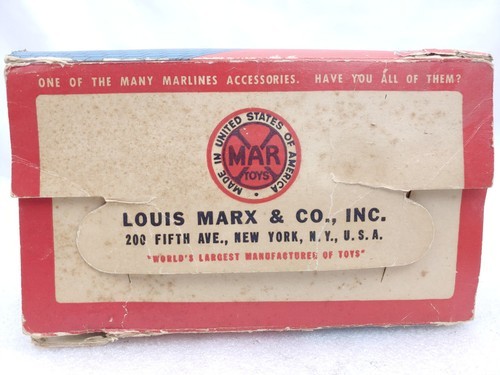 ONE OF THE MANY MARLINES ACCESSORIES. HAVE YOU ALL OF THEM?
MADE IN UNITED STATES OF AMERICA
MAR
TOYS
LOUIS MARX & CO., INC.
200 FIFTH AVE., NEW YORK, N.Y., U.S.A.
"WORLD'S LARGEST MANUFACTURER OF TOYS"